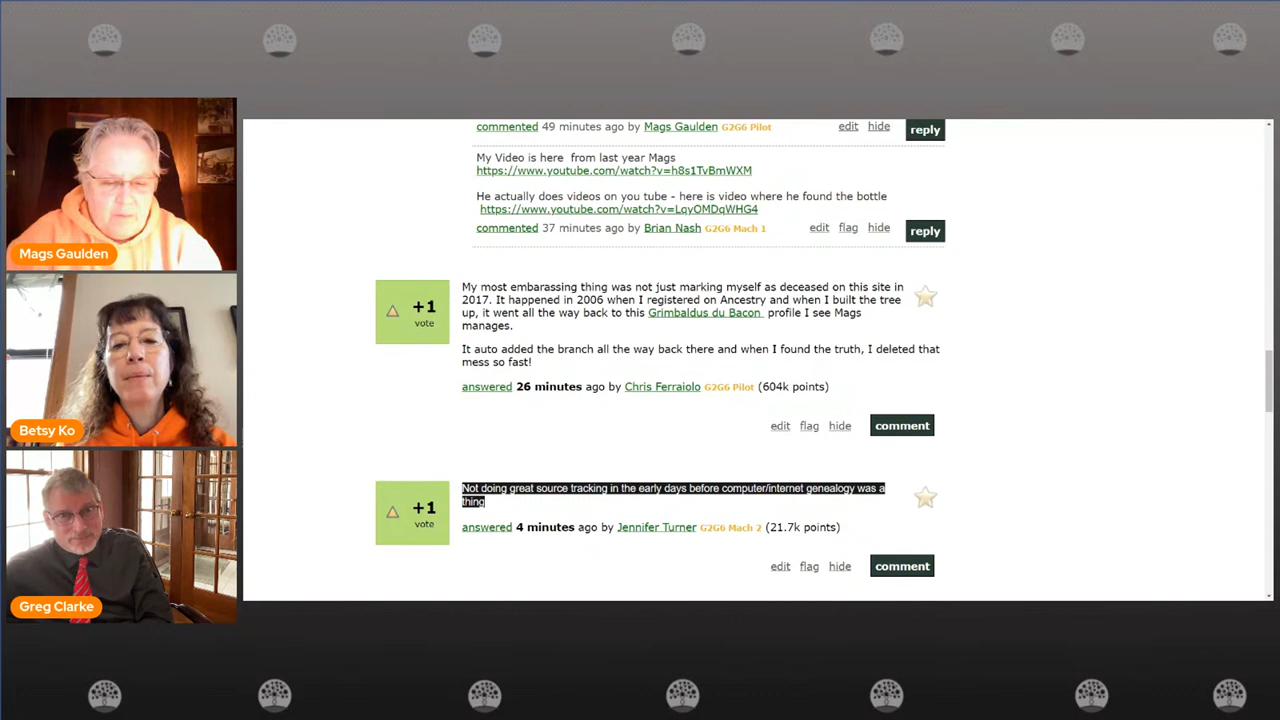 Mags Gaulden
Betsy Ko
Greg Clarke
commented 49 minutes ago by Mags Gaulden G2G6 Pilot edit hide reply
My Video is here from last year Mags
https://www.youtube.com/watch?v=h8s1TvBmWXM
He actually does videos on you tube - here is video where he found the bottle
https://www.youtube.com/watch?v=LqyOMDqWHG4
commented 37 minutes ago by Brian Nash G2G6 Mach 1 edit flag hide reply
+1
vote
My most embarassing thing was not just marking myself as deceased on this site in
2017. It happened in 2006 when I registered on Ancestry and when I built the tree
up, it went all the way back to this Grimbaldus du Bacon profile I see Mags
manages.
It auto added the branch all the way back there and when I found the truth, I deleted that
mess so fast!
answered 26 minutes ago by Chris Ferraiolo G2G6 Pilot (604k points)
edit flag hide comment
+1
vote
Not doing great source tracking in the early days before computer/internet genealogy was a
thing
answered 4 minutes ago by Jennifer Turner G2G6 Mach 2 (21.7k points)
edit flag hide comment